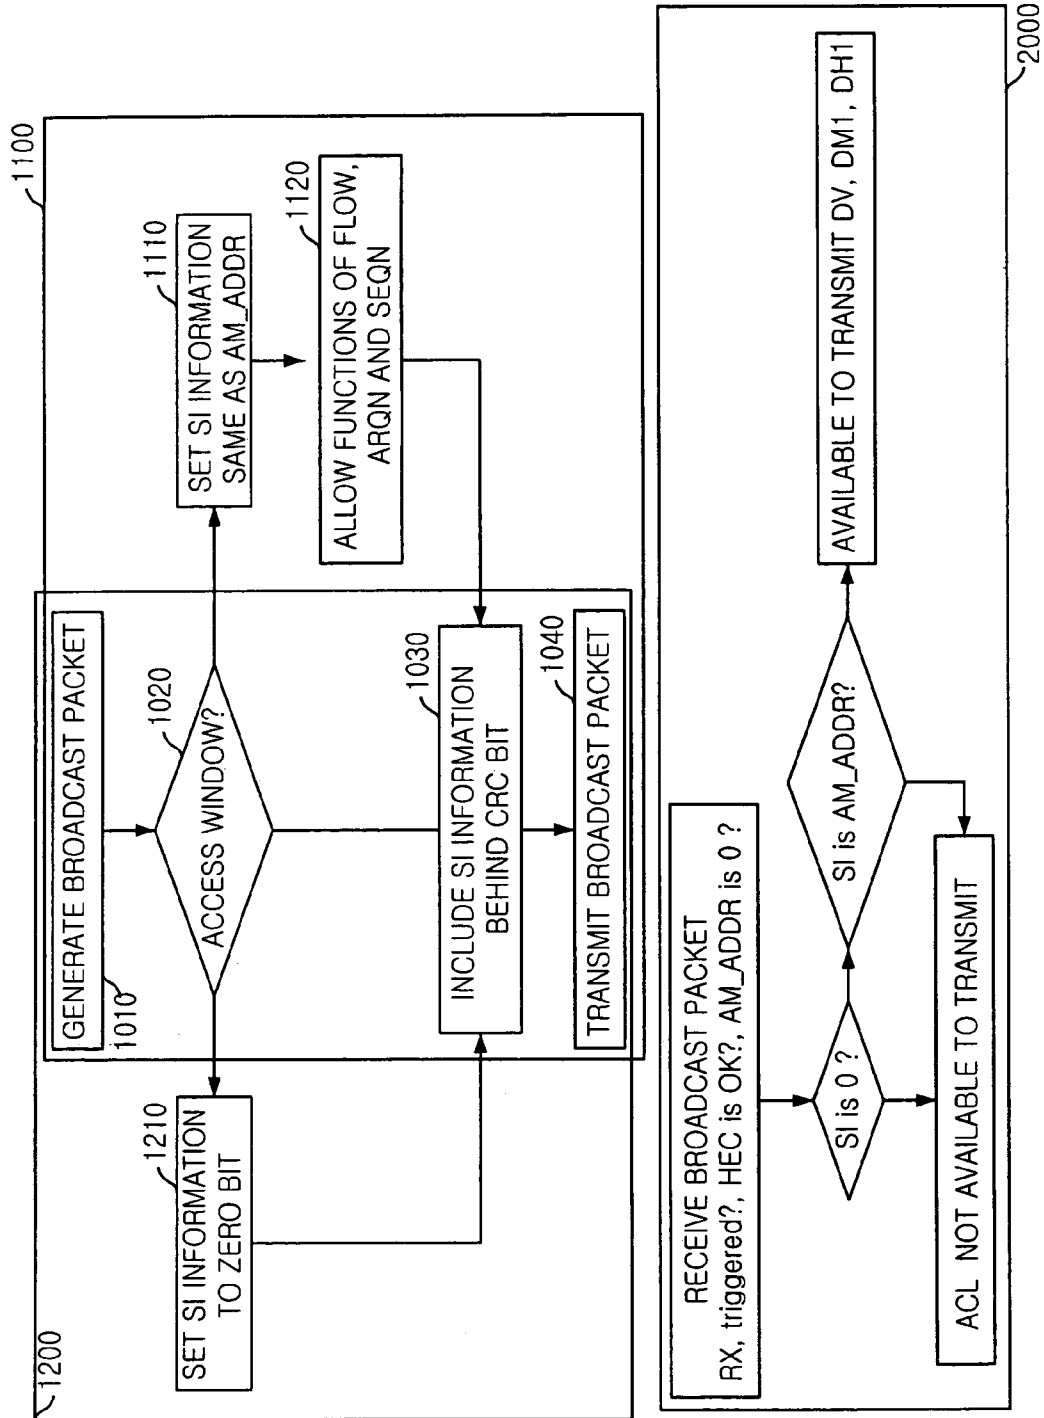 1200
1100
GENERATE BROADCAST PACKET
1010
1020
ACCESS WINDOW?
1210
SET SI INFORMATION
TO ZERO BIT
1110
SET SI INFORMATION
SAME AS AM_ADDR
1120
ALLOW FUNCTIONS OF FLOW,
ARQN AND SEQN
1030
INCLUDE SI INFORMATION
BEHIND CRC BIT
1040
TRANSMIT BROADCAST PACKET
RECEIVE BROADCAST PACKET
RX, triggered?, HEC is OK?, AM_ADDR is 0 ?
SI is 0 ?
SI is AM_ADDR?
AVAILABLE TO TRANSMIT DV, DM1, DH1
ACL NOT AVAILABLE TO TRANSMIT
2000